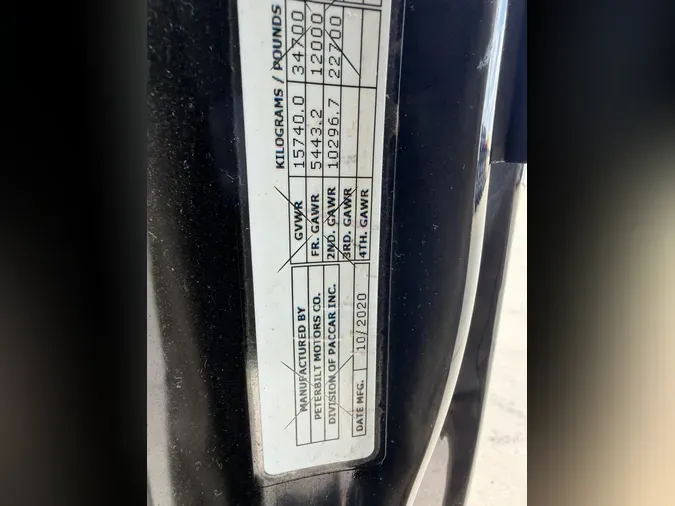 MANUFACTURED BY
PETERBILT MOTORS CO.
DIVISION OF PACCAR INC.
DATE MFG. 10/2020
KILOGRAMS / POUNDS
GVWR 15740.0 34700
FR. GAWR 5443.2 12000
2ND. GAWR 10296.7 22700
3RD. GAWR
4TH. GAWR